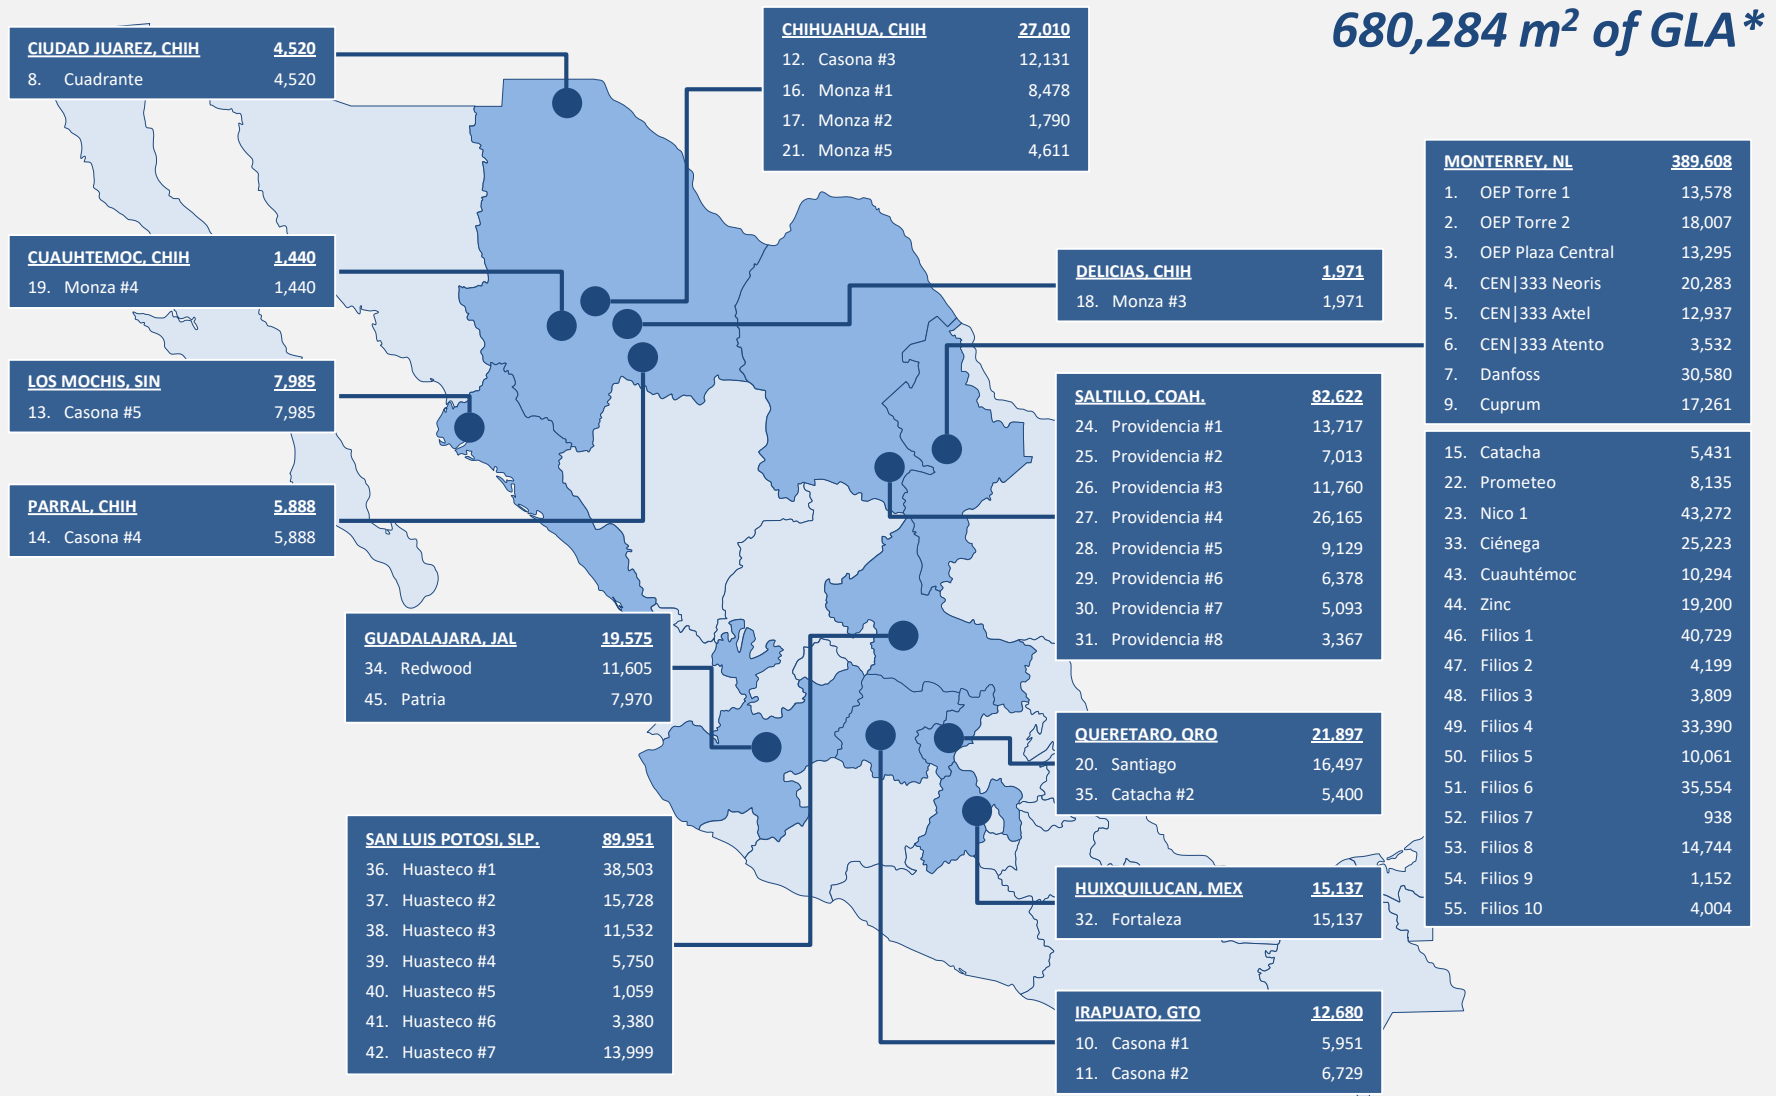 680,284 m² of GLA*
CIUDAD JUAREZ, CHIH 4,520
8. Cuadrante 4,520
CHIHUAHUA, CHIH 27,010
12. Casona #3 12,131
16. Monza #1 8,478
17. Monza #2 1,790
21. Monza #5 4,611
MONTERREY, NL 389,608
1. OEP Torre 1 13,578
2. OEP Torre 2 18,007
3. OEP Plaza Central 13,295
4. CEN|333 Neoris 20,283
5. CEN|333 Axtel 12,937
6. CEN|333 Atento 3,532
7. Danfoss 30,580
9. Cuprum 17,261
15. Catacha 5,431
22. Prometeo 8,135
23. Nico 1 43,272
33. Ciénega 25,223
43. Cuauhtémoc 10,294
44. Zinc 19,200
46. Filios 1 40,729
47. Filios 2 4,199
48. Filios 3 3,809
49. Filios 4 33,390
50. Filios 5 10,061
51. Filios 6 35,554
52. Filios 7 938
53. Filios 8 14,744
54. Filios 9 1,152
55. Filios 10 4,004
CUAUHTEMOC, CHIH 1,440
19. Monza #4 1,440
DELICIAS, CHIH 1,971
18. Monza #3 1,971
LOS MOCHIS, SIN 7,985
13. Casona #5 7,985
SALTILLO, COAH. 82,622
24. Providencia #1 13,717
25. Providencia #2 7,013
26. Providencia #3 11,760
27. Providencia #4 26,165
28. Providencia #5 9,129
29. Providencia #6 6,378
30. Providencia #7 5,093
31. Providencia #8 3,367
PARRAL, CHIH 5,888
14. Casona #4 5,888
GUADALAJARA, JAL 19,575
34. Redwood 11,605
45. Patria 7,970
QUERETARO, QRO 21,897
20. Santiago 16,497
35. Catacha #2 5,400
SAN LUIS POTOSI, SLP. 89,951
36. Huasteco #1 38,503
37. Huasteco #2 15,728
38. Huasteco #3 11,532
39. Huasteco #4 5,750
40. Huasteco #5 1,059
41. Huasteco #6 3,380
42. Huasteco #7 13,999
HUIXQUILUCAN, MEX 15,137
32. Fortaleza 15,137
IRAPUATO, GTO 12,680
10. Casona #1 5,951
11. Casona #2 6,729